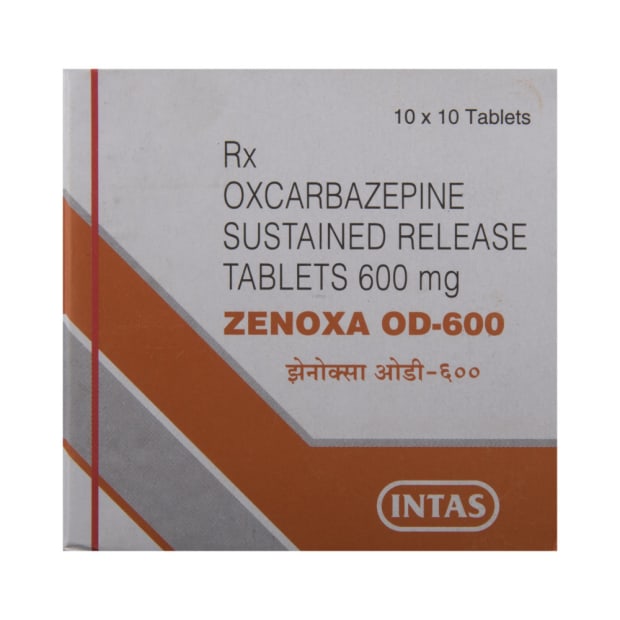 10 x 10 Tablets
Rx
OXCARBAZEPINE
SUSTAINED RELEASE
TABLETS 600 mg
ZENOXA OD-600
झेनोक्सा ओडी-६००
INTAS